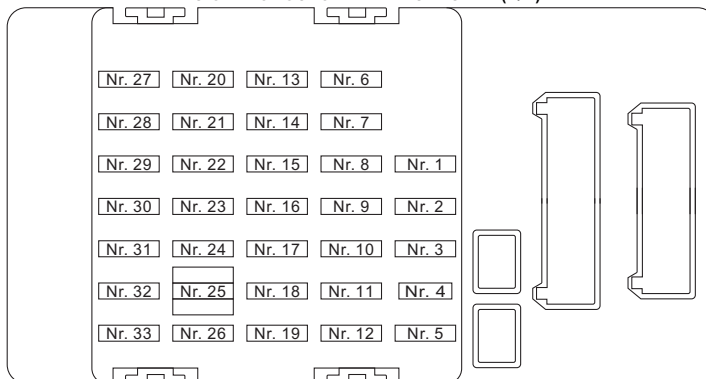 Nr. 27 Nr. 20 Nr. 13 Nr. 6
Nr. 28 Nr. 21 Nr. 14 Nr. 7
Nr. 29 Nr. 22 Nr. 15 Nr. 8 Nr. 1
Nr. 30 Nr. 23 Nr. 16 Nr. 9 Nr. 2
Nr. 31 Nr. 24 Nr. 17 Nr. 10 Nr. 3
Nr. 32 Nr. 25 Nr. 18 Nr. 11 Nr. 4
Nr. 33 Nr. 26 Nr. 19 Nr. 12 Nr. 5